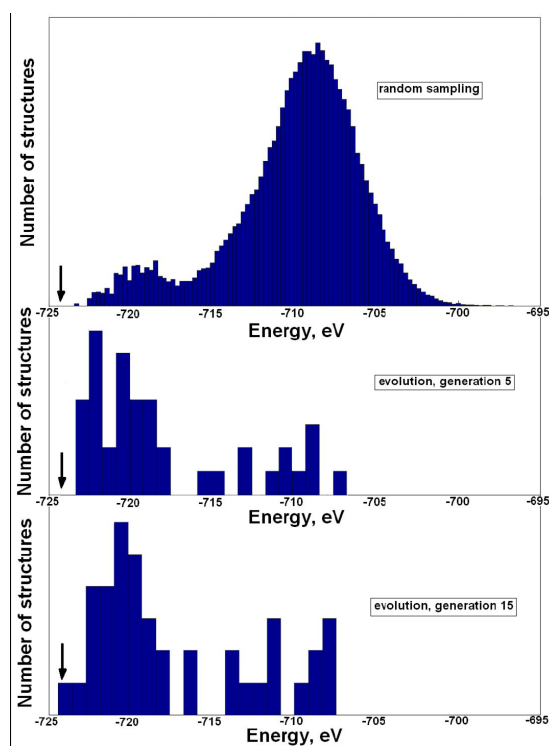 Number of structures
random sampling
-725 -720 -715 -710 -705 -700 -695
Energy, eV
Number of structures
evolution, generation 5
-725 -720 -715 -710 -705 -700 -695
Energy, eV
Number of structures
evolution, generation 15
-725 -720 -715 -710 -705 -700 -695
Energy, eV